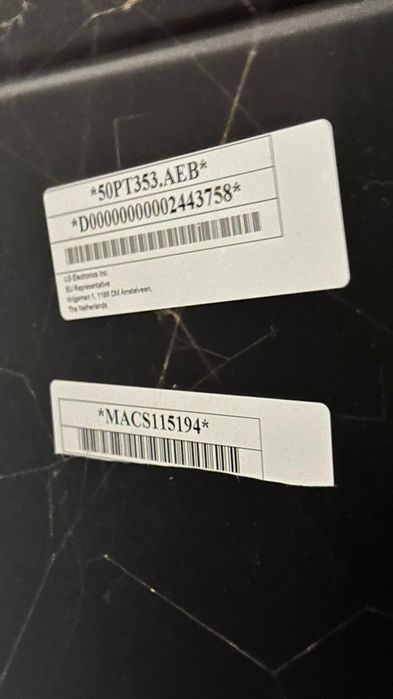 *50PT353.AEB*
*D00000000002443758*
LG Electronics Inc.
EU Representative
Krijgsman 1, 1186 DM Amstelveen,
The Netherlands
*MACS115194*